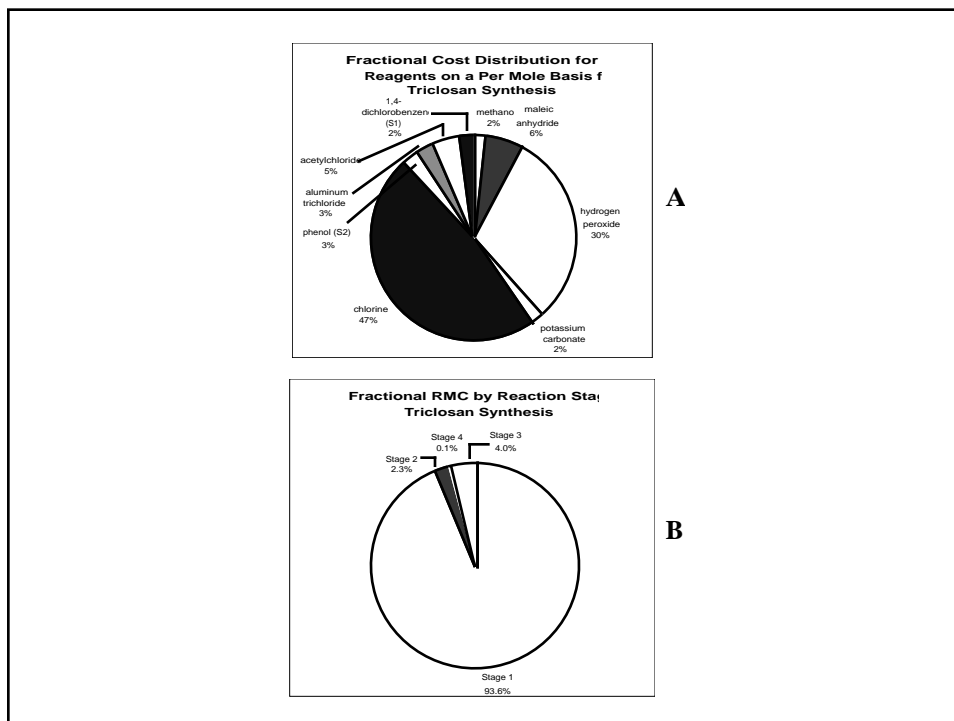 Fractional Cost Distribution for
Reagents on a Per Mole Basis f
Triclosan Synthesis
1,4-
dichlorobenzen
(S1)
2%
methano
2%
maleic
anhydride
6%
acetylchloride
5%
aluminum
trichloride
3%
phenol (S2)
3%
hydrogen
peroxide
30%
chlorine
47%
potassium
carbonate
2%
A
Fractional RMC by Reaction Stag
Triclosan Synthesis
Stage 4
0.1%
Stage 3
4.0%
Stage 2
2.3%
Stage 1
93.6%
B